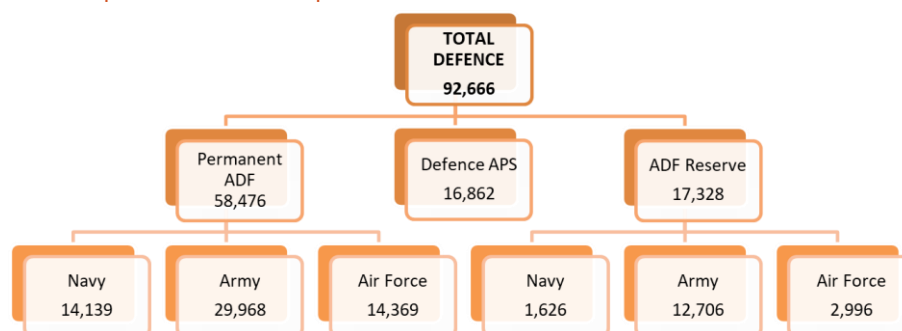 TOTAL
DEFENCE
92,666
Permanent
ADF
58,476
Defence APS
16,862
ADF Reserve
17,328
Navy
14,139
Army
29,968
Air Force
14,369
Navy
1,626
Army
12,706
Air Force
2,996